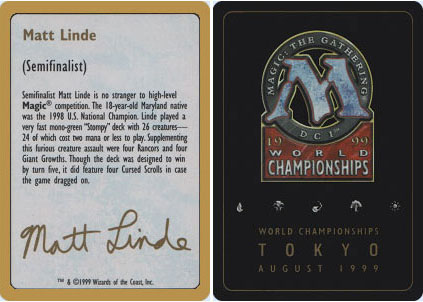 Matt Linde
(Semifinalist)
Semifinalist Matt Linde is no stranger to high-level
Magic® competition. The 18-year-old Maryland native
was the 1998 U.S. National Champion. Linde played a
very fast mono-green "Stompy" deck with 26 creatures—
24 of which cost two mana or less to play. Supplementing
this furious creature assault were four Rancors and four
Giant Growths. Though the deck was designed to win
by turn five, it did feature four Cursed Scrolls in case
the game dragged on.
Matt Linde
™ & ©1999 Wizards of the Coast, Inc.
MAGIC: THE GATHERING
M
DCI™
1999
WORLD
CHAMPIONSHIPS
WORLD CHAMPIONSHIPS
TOKYO
AUGUST 1999